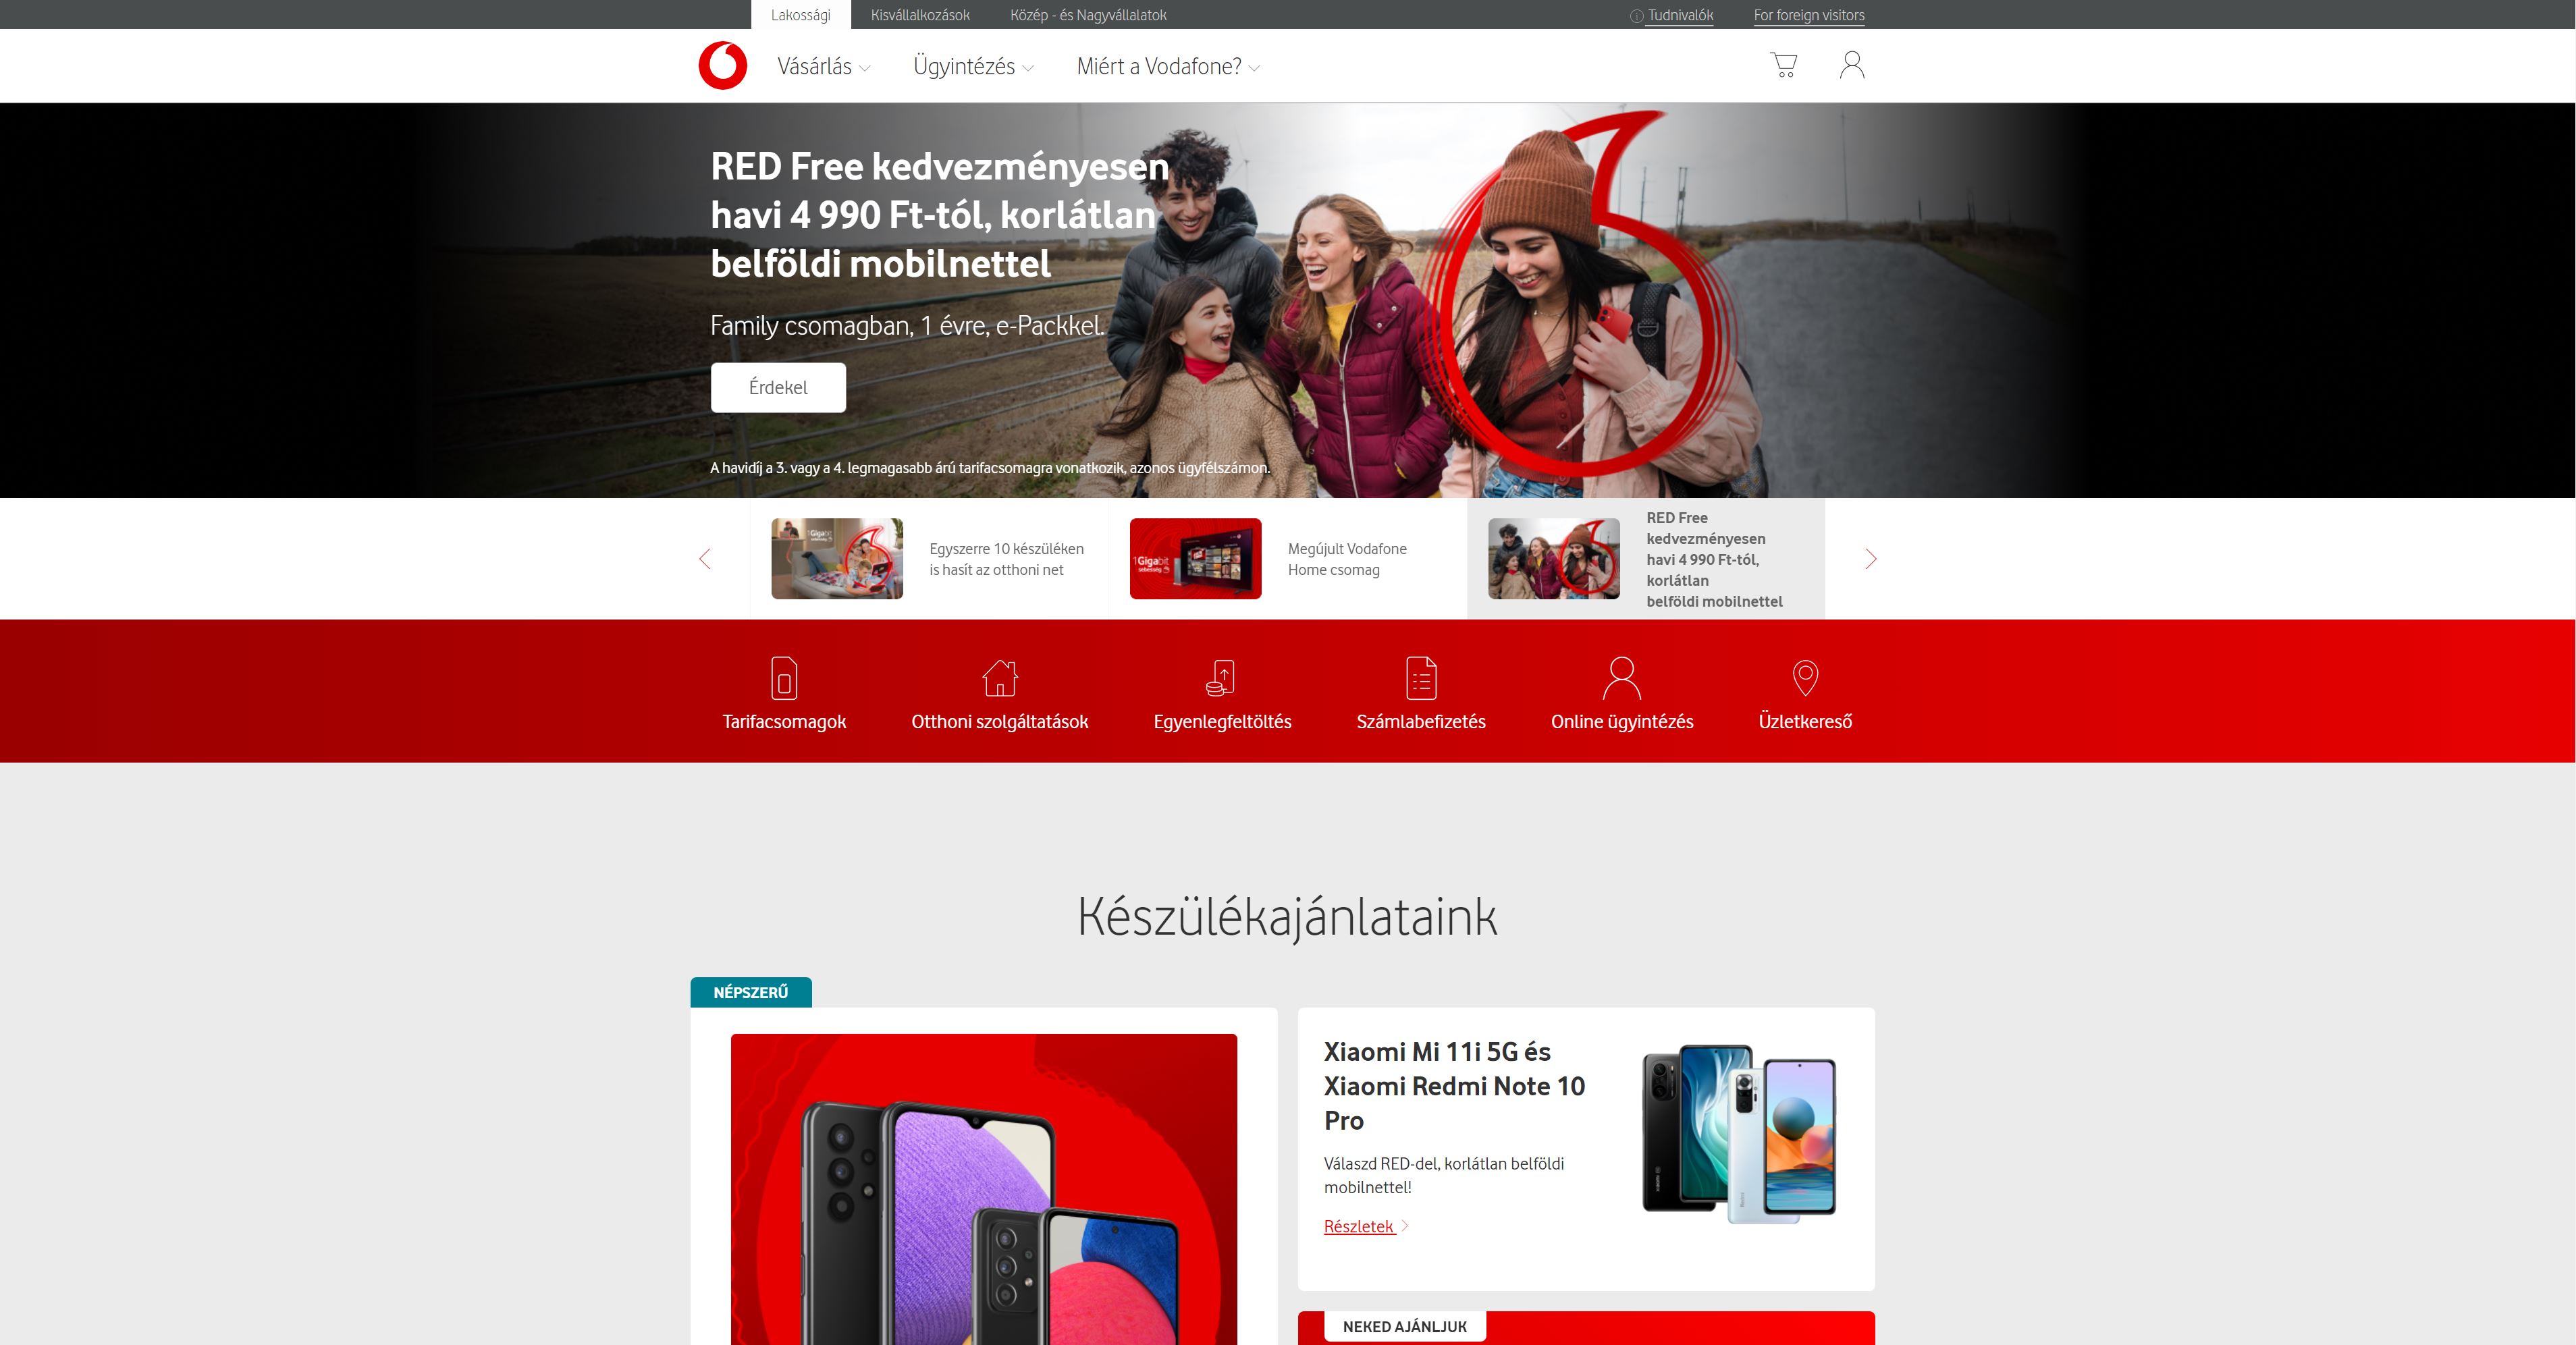 Lakossági
Kisvállalkozások
Közép - és Nagyvállalatok
Tudnivalók
For foreign visitors
Vásárlás
Ügyintézés
Miért a Vodafone?
RED Free kedvezményesen
havi 4 990 Ft-tól, korlátlan
belföldi mobilnettel
Family csomagban, 1 évre, e-Packkel.
Érdekel
A havidíj a 3. vagy a 4. legmagasabb árú tarifacsomagra vonatkozik, azonos ügyfélszámon.
1Gigabit
Egyszerre 10 készüléken
is hasít az otthoni net
1Gigabit
sebesség
Megújult Vodafone
Home csomag
RED Free
kedvezményesen
havi 4 990 Ft-tól,
korlátlan
belföldi mobilnettel
Tarifacsomagok
Otthoni szolgáltatások
Egyenlegfeltöltés
Számlabefizetés
Online ügyintézés
Üzletkereső
Készülékajánlataink
NÉPSZERŰ
Xiaomi Mi 11i 5G és
Xiaomi Redmi Note 10
Pro
Válaszd RED-del, korlátlan belföldi
mobilnettel!
Részletek
NEKED AJÁNLJUK